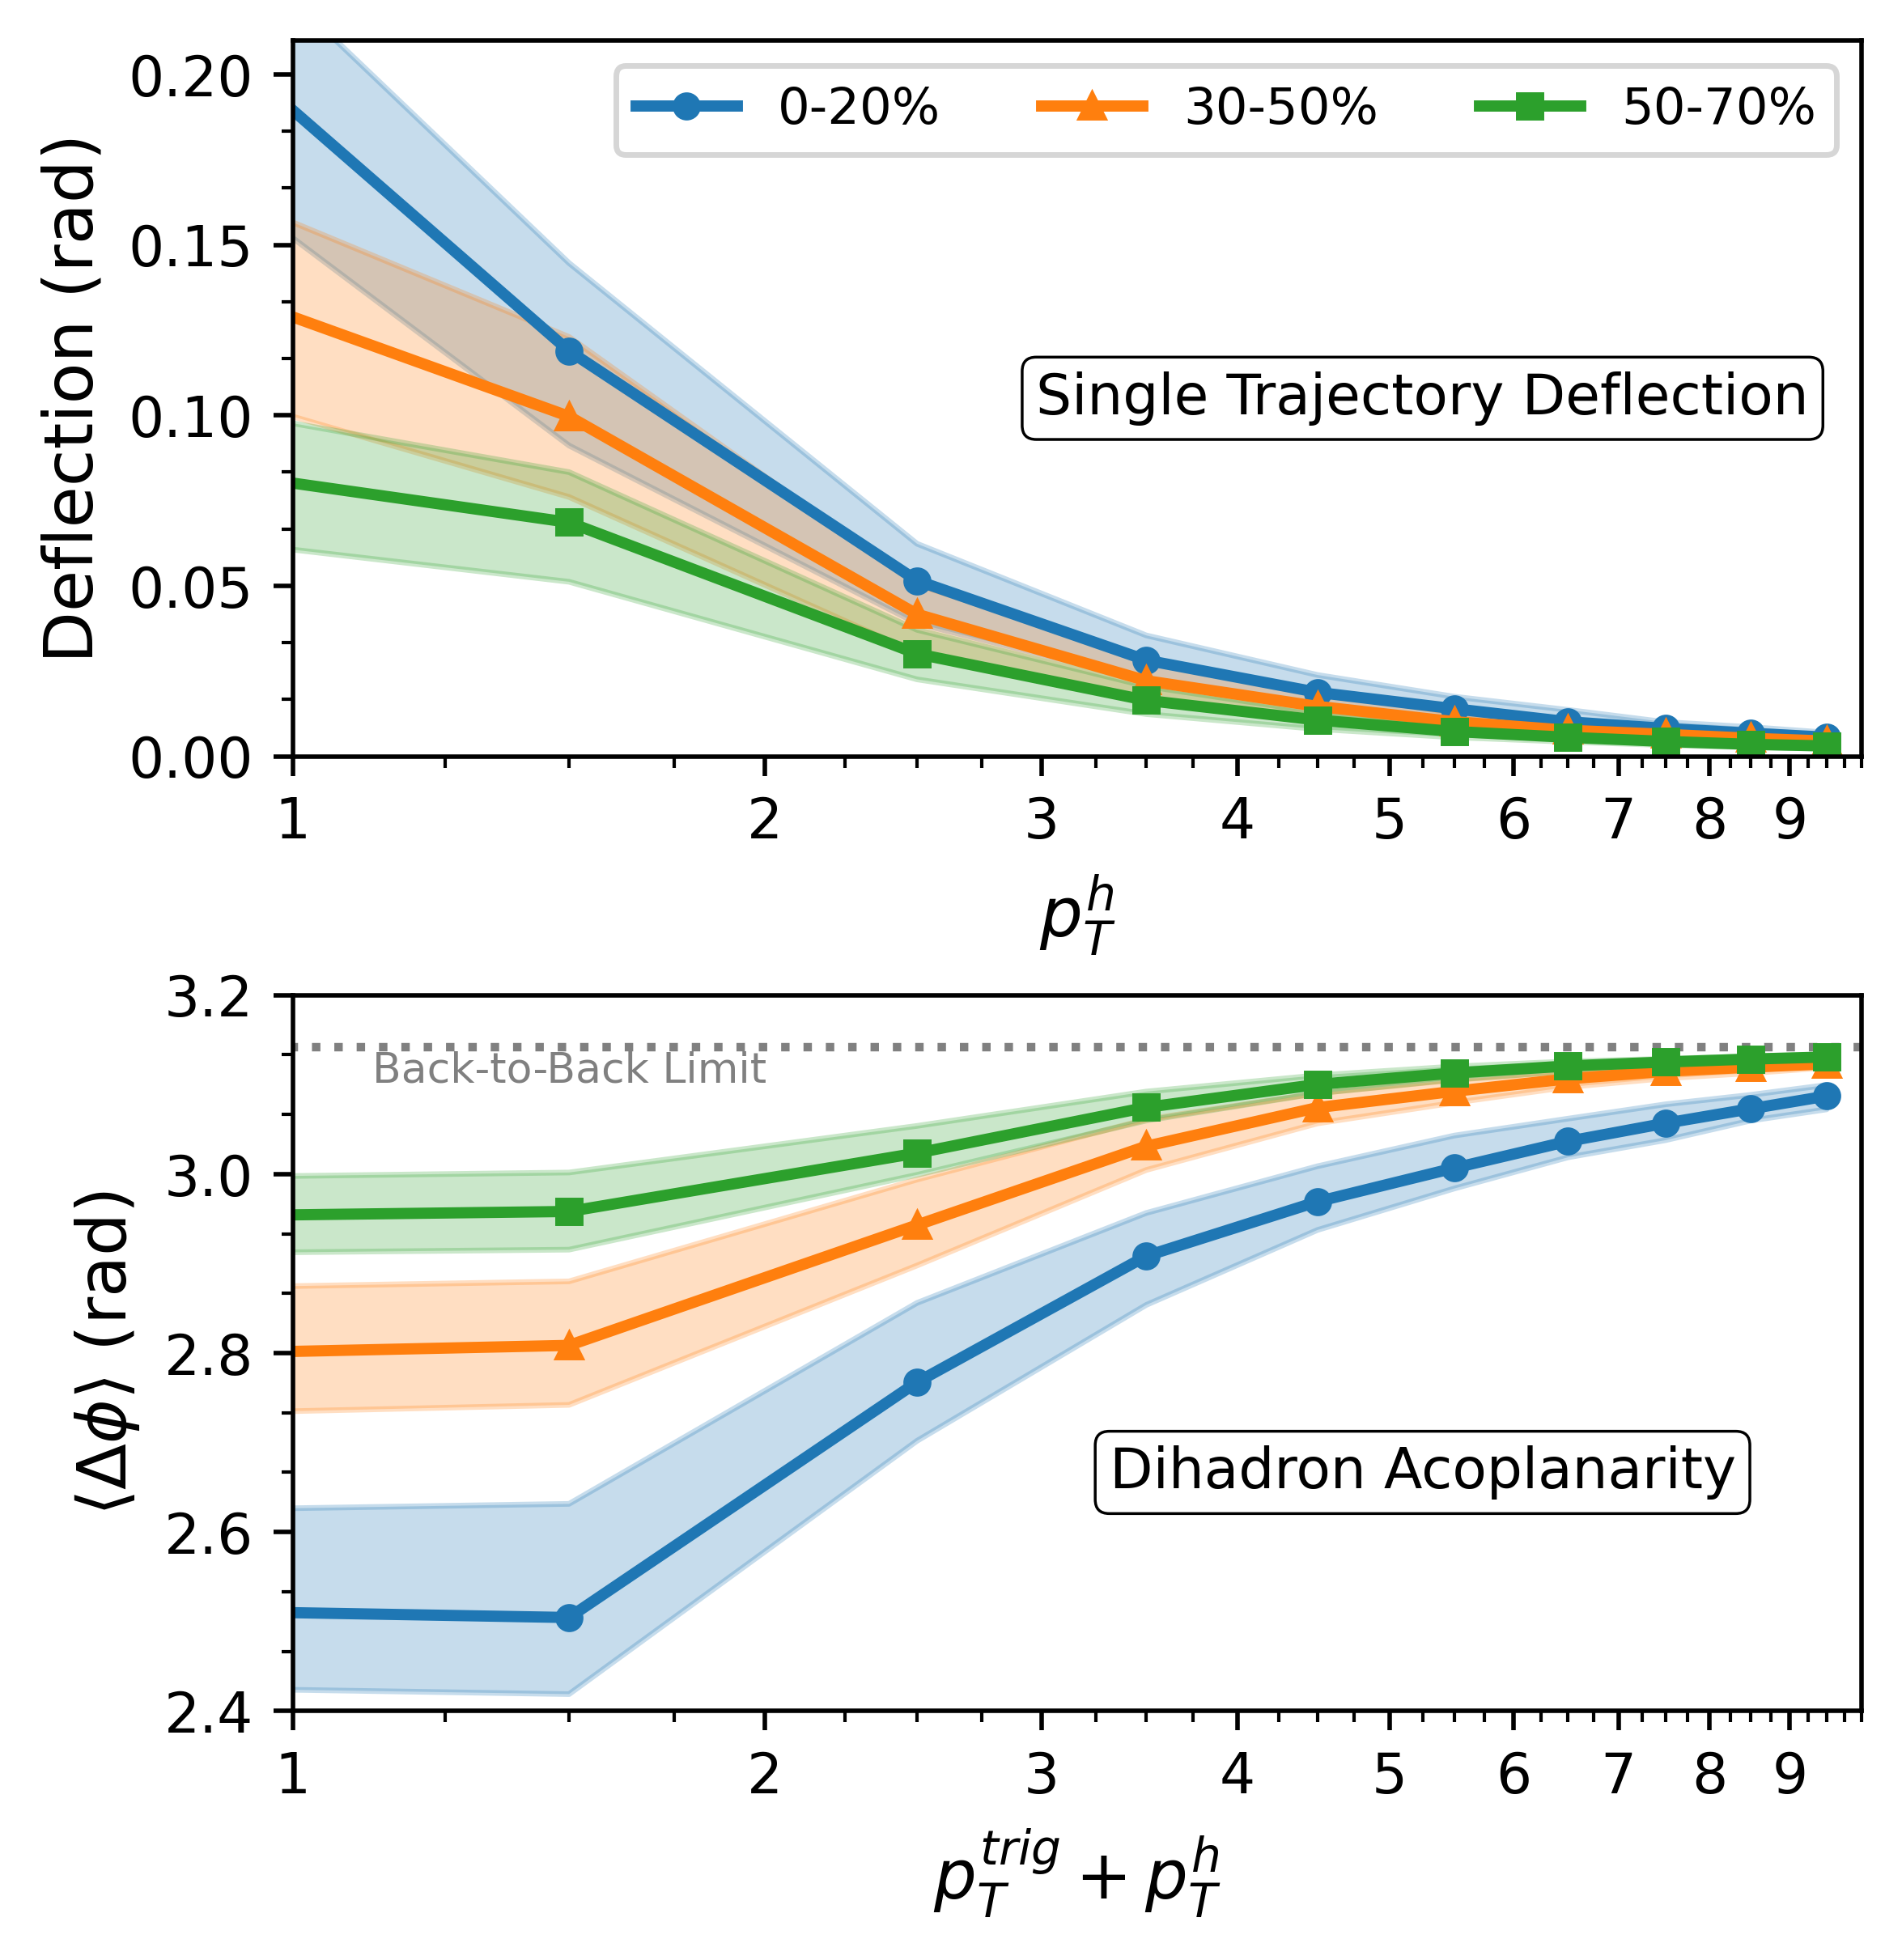 0.20
0.15
0.10
0.05
0.00
Deflection (rad)
0-20% 30-50% 50-70%
Single Trajectory Deflection
1 2 3 4 5 6 7 8 9
p_T^h
3.2
3.0
2.8
2.6
2.4
⟨Δϕ⟩ (rad)
Back-to-Back Limit
Dihadron Acoplanarity
1 2 3 4 5 6 7 8 9
p_T^{trig} + p_T^h